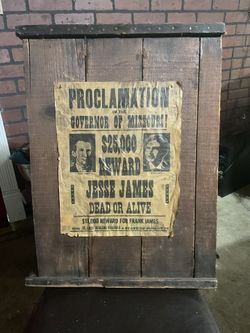 PROCLAMATION
OF THE
GOVERNOR OF MISSOURI!
$25,000
REWARD
JESSE JAMES
DEAD OR ALIVE
$15,000 REWARD FOR FRANK JAMES